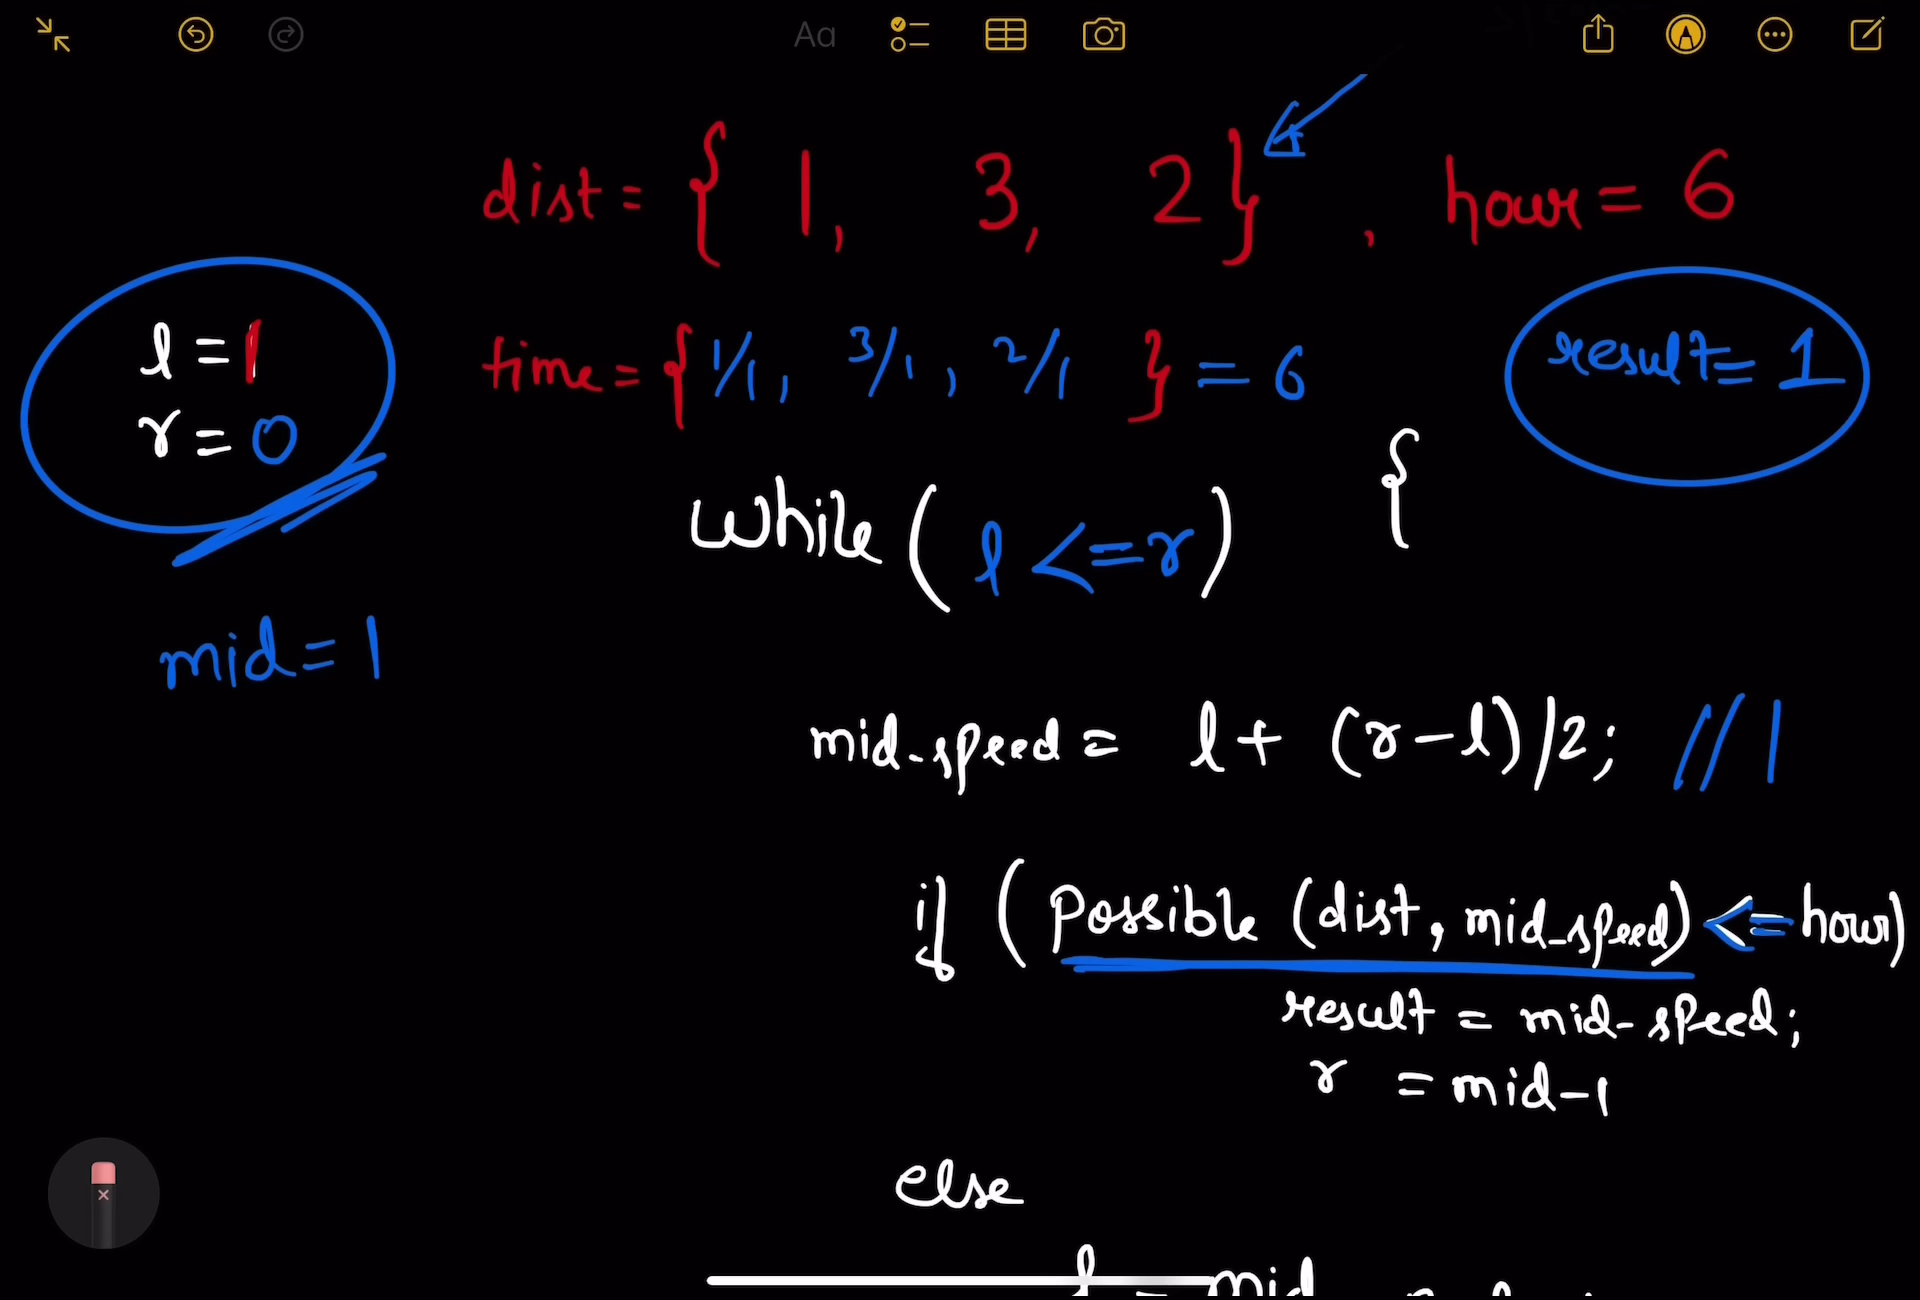 Aa
dist = { 1, 3, 2} , hour = 6
l = 1
r = 0
time = { 1/1, 3/1, 2/1 } = 6
result = 1
while ( l <= r) {
mid = 1
mid_speed = l + (r - l)/2; // 1
if ( possible (dist, mid_speed) <= hour)
result = mid_speed;
r = mid-1
else
l = mid